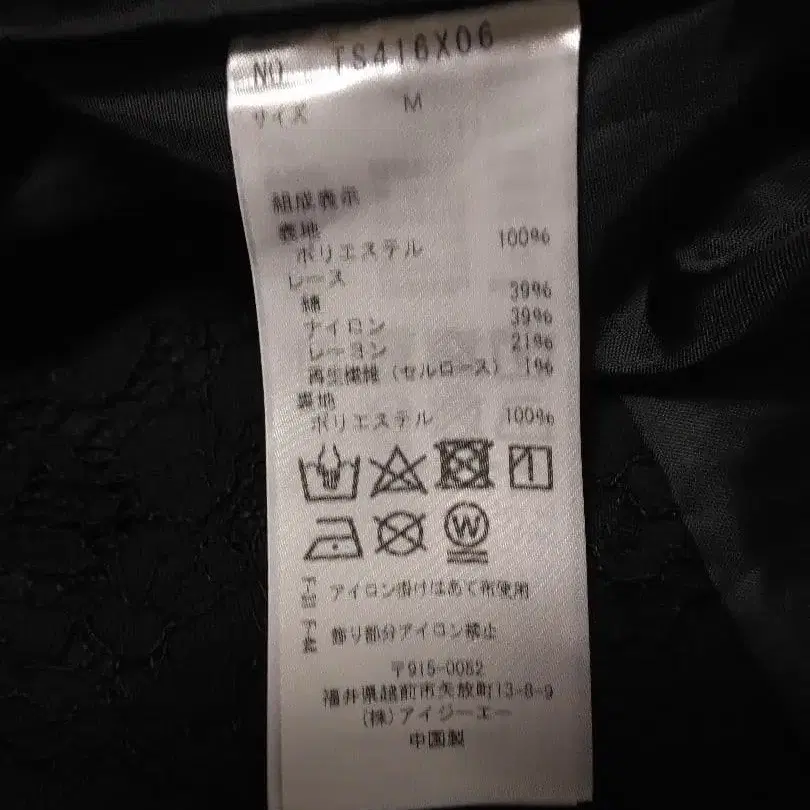 NO TS416X06
サイズ M
組成表示
表地
ポリエステル 100%
レース
綿 39%
ナイロン 39%
レーヨン 21%
再生繊維(セルロース) 1%
裏地
ポリエステル 100%
W
アイロン掛けはあて布使用
飾り部分アイロン禁止
〒915-0052
福井県越前市矢放町13-8-9
(株)アイジーエー
中国製